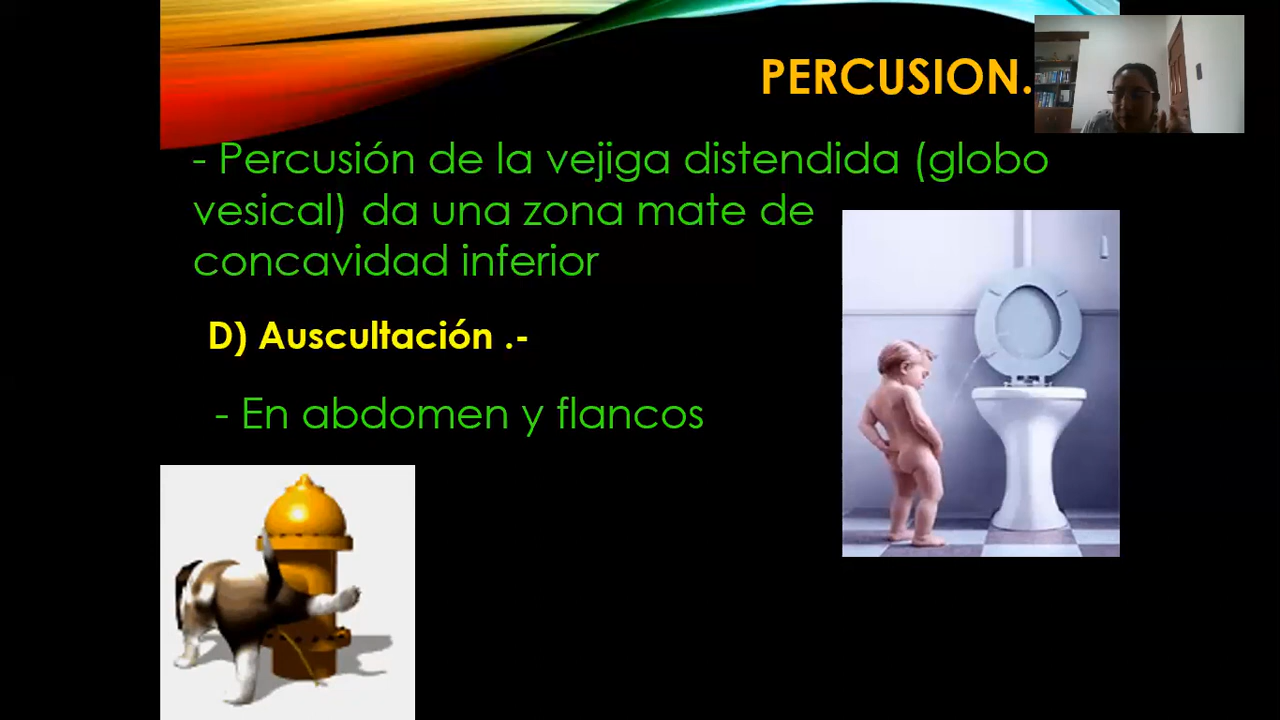 PERCUSION.
- Percusión de la vejiga distendida (globo
vesical) da una zona mate de
concavidad inferior
D) Auscultación .-
- En abdomen y flancos